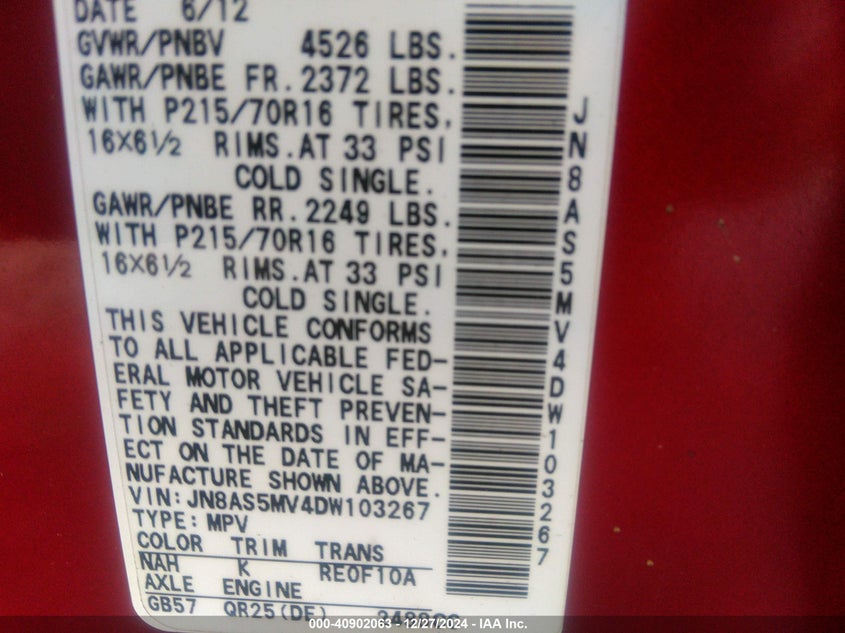 DATE 6/12
GVWR/PNBV 4526 LBS.
GAWR/PNBE FR. 2372 LBS.
WITH P215/70R16 TIRES,
16X6½ RIMS.AT 33 PSI
COLD SINGLE.
GAWR/PNBE RR. 2249 LBS.
WITH P215/70R16 TIRES,
16X6½ RIMS.AT 33 PSI
COLD SINGLE.
THIS VEHICLE CONFORMS
TO ALL APPLICABLE FED-
ERAL MOTOR VEHICLE SA-
FETY AND THEFT PREVEN-
TION STANDARDS IN EFF-
ECT ON THE DATE OF MA-
NUFACTURE SHOWN ABOVE.
VIN: JN8AS5MV4DW103267
TYPE: MPV
COLOR TRIM TRANS
NAH K RE0F10A
AXLE ENGINE
GB57 QR25(DE)
JN8AS5MV4DW103267
000-40902063 - 12/27/2024 - IAA Inc.